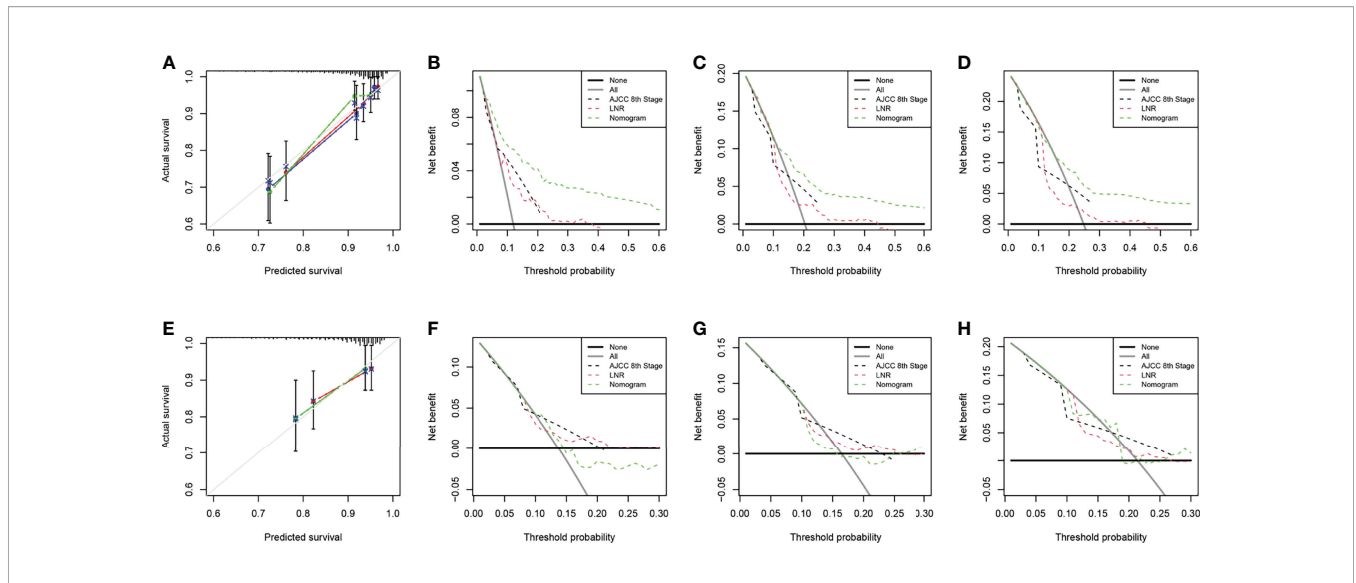 A
Actual survival
1.0
0.9
0.8
0.7
0.6
0.6 0.7 0.8 0.9 1.0
Predicted survival
B
Net benefit
0.08
0.04
0.00
None
All
AJCC 8th Stage
LNR
Nomogram
0.0 0.1 0.2 0.3 0.4 0.5 0.6
Threshold probability
C
Net benefit
0.20
0.15
0.10
0.05
0.00
None
All
AJCC 8th Stage
LNR
Nomogram
0.0 0.1 0.2 0.3 0.4 0.5 0.6
Threshold probability
D
Net benefit
0.20
0.15
0.10
0.05
0.00
None
All
AJCC 8th Stage
LNR
Nomogram
0.0 0.1 0.2 0.3 0.4 0.5 0.6
Threshold probability
E
Actual survival
1.0
0.9
0.8
0.7
0.6
0.6 0.7 0.8 0.9 1.0
Predicted survival
F
Net benefit
0.10
0.05
0.00
−0.05
None
All
AJCC 8th Stage
LNR
Nomogram
0.00 0.05 0.10 0.15 0.20 0.25 0.30
Threshold probability
G
Net benefit
0.15
0.10
0.05
0.00
−0.05
None
All
AJCC 8th Stage
LNR
Nomogram
0.00 0.05 0.10 0.15 0.20 0.25 0.30
Threshold probability
H
Net benefit
0.20
0.15
0.10
0.05
0.00
−0.05
None
All
AJCC 8th Stage
LNR
Nomogram
0.00 0.05 0.10 0.15 0.20 0.25 0.30
Threshold probability